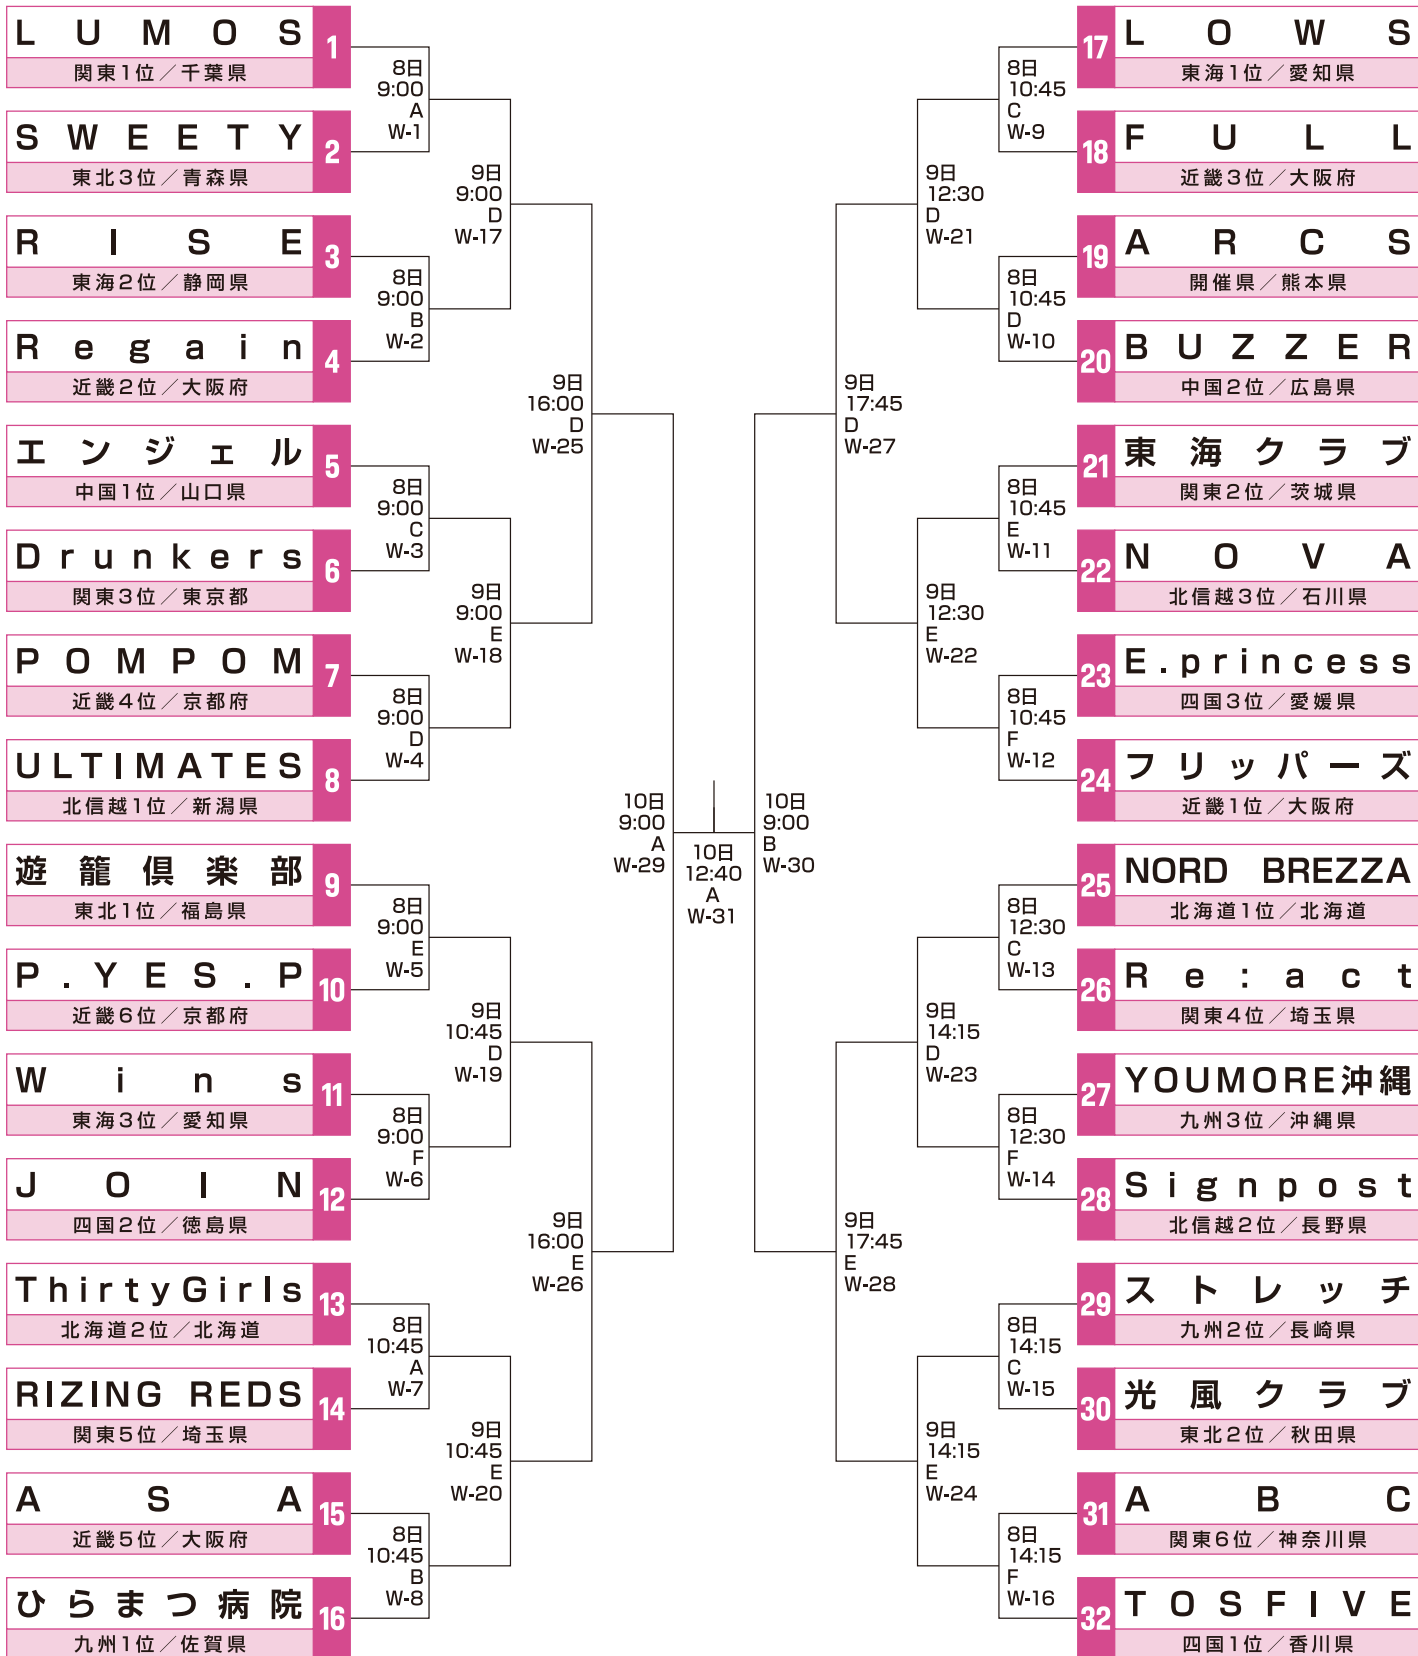 LUMOS
1
関東1位／千葉県
SWEETY
2
東北3位／青森県
RISE
3
東海2位／静岡県
Regain
4
近畿2位／大阪府
エンジェル
5
中国1位／山口県
Drunkers
6
関東3位／東京都
POMPOM
7
近畿4位／京都府
ULTIMATES
8
北信越1位／新潟県
遊籠倶楽部
9
東北1位／福島県
P.YES.P
10
近畿6位／京都府
Wins
11
東海3位／愛知県
JOIN
12
四国2位／徳島県
ThirtyGirls
13
北海道2位／北海道
RIZING REDS
14
関東5位／埼玉県
ASA
15
近畿5位／大阪府
ひらまつ病院
16
九州1位／佐賀県
8日
9:00
A
W-1
8日
9:00
B
W-2
8日
9:00
C
W-3
8日
9:00
D
W-4
8日
9:00
E
W-5
8日
9:00
F
W-6
8日
10:45
A
W-7
8日
10:45
B
W-8
9日
9:00
D
W-17
9日
9:00
E
W-18
9日
10:45
D
W-19
9日
10:45
E
W-20
9日
16:00
D
W-25
9日
16:00
E
W-26
10日
9:00
A
W-29
10日
12:40
A
W-31
10日
9:00
B
W-30
9日
17:45
D
W-27
9日
17:45
E
W-28
9日
12:30
D
W-21
9日
12:30
E
W-22
9日
14:15
D
W-23
9日
14:15
E
W-24
8日
10:45
C
W-9
8日
10:45
D
W-10
8日
10:45
E
W-11
8日
10:45
F
W-12
8日
12:30
C
W-13
8日
12:30
F
W-14
8日
14:15
C
W-15
8日
14:15
F
W-16
17
LOWS
東海1位／愛知県
18
FULL
近畿3位／大阪府
19
ARCS
開催県／熊本県
20
BUZZER
中国2位／広島県
21
東海クラブ
関東2位／茨城県
22
NOVA
北信越3位／石川県
23
E.princess
四国3位／愛媛県
24
フリッパーズ
近畿1位／大阪府
25
NORD BREZZA
北海道1位／北海道
26
Re:act
関東4位／埼玉県
27
YOUMORE沖縄
九州3位／沖縄県
28
Signpost
北信越2位／長野県
29
ストレッチ
九州2位／長崎県
30
光風クラブ
東北2位／秋田県
31
ABC
関東6位／神奈川県
32
TOSFIVE
四国1位／香川県